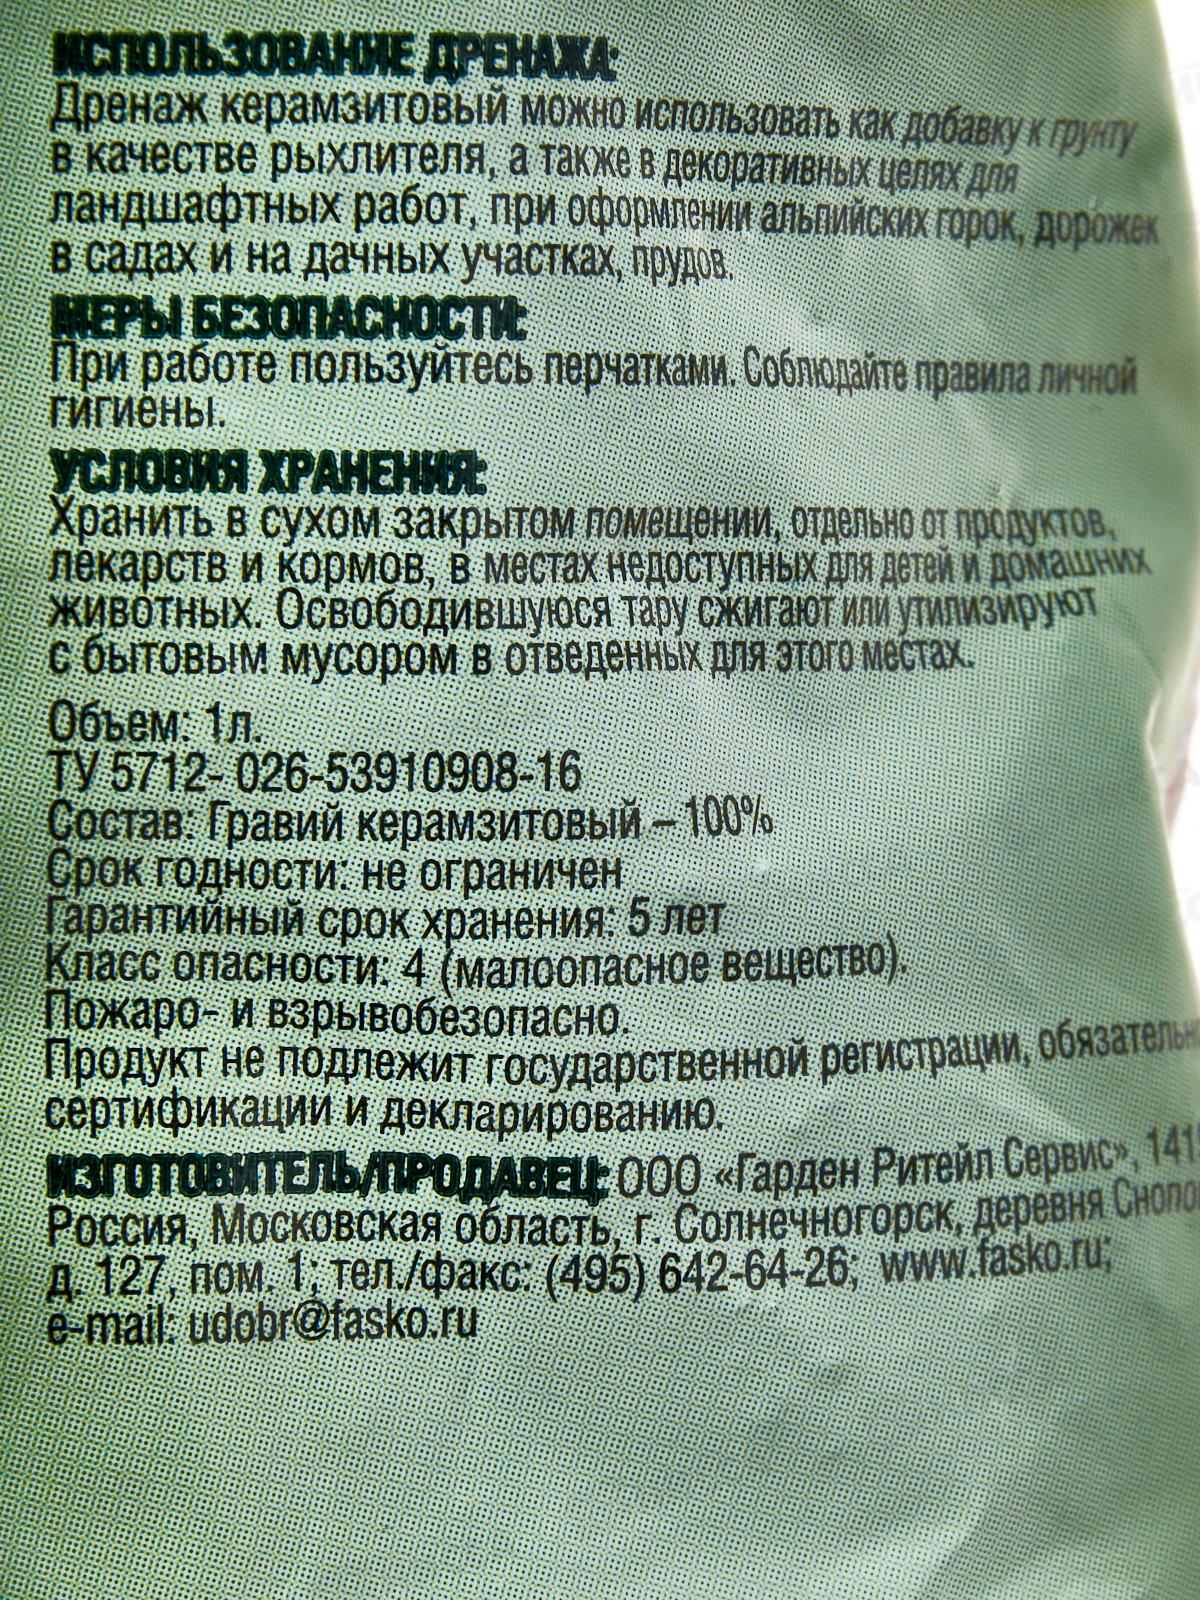 ИСПОЛЬЗОВАНИЕ ДРЕНАЖА:
Дренаж керамзитовый можно использовать как добавку к грунту
в качестве рыхлителя, а также в декоративных целях для
ландшафтных работ, при оформлении альпийских горок, дорожек
в садах и на дачных участках, прудов.
МЕРЫ БЕЗОПАСНОСТИ:
При работе пользуйтесь перчатками. Соблюдайте правила личной
гигиены.
УСЛОВИЯ ХРАНЕНИЯ:
Хранить в сухом закрытом помещении, отдельно от продуктов,
лекарств и кормов, в местах недоступных для детей и домашних
животных. Освободившуюся тару сжигают или утилизируют
с бытовым мусором в отведенных для этого местах.
Объем: 1л.
ТУ 5712- 026-53910908-16
Состав: Гравий керамзитовый – 100%
Срок годности: не ограничен
Гарантийный срок хранения: 5 лет
Класс опасности: 4 (малоопасное вещество).
Пожаро- и взрывобезопасно.
Продукт не подлежит государственной регистрации,
сертификации и декларированию.
ИЗГОТОВИТЕЛЬ/ПРОДАВЕЦ: ООО «Гарден Ритейл Сервис»,
Россия, Московская область, г. Солнечногорск, деревня
д. 127, пом. 1; тел./факс: (495) 642-64-26; www.fasko.ru;
e-mail: udobr@fasko.ru